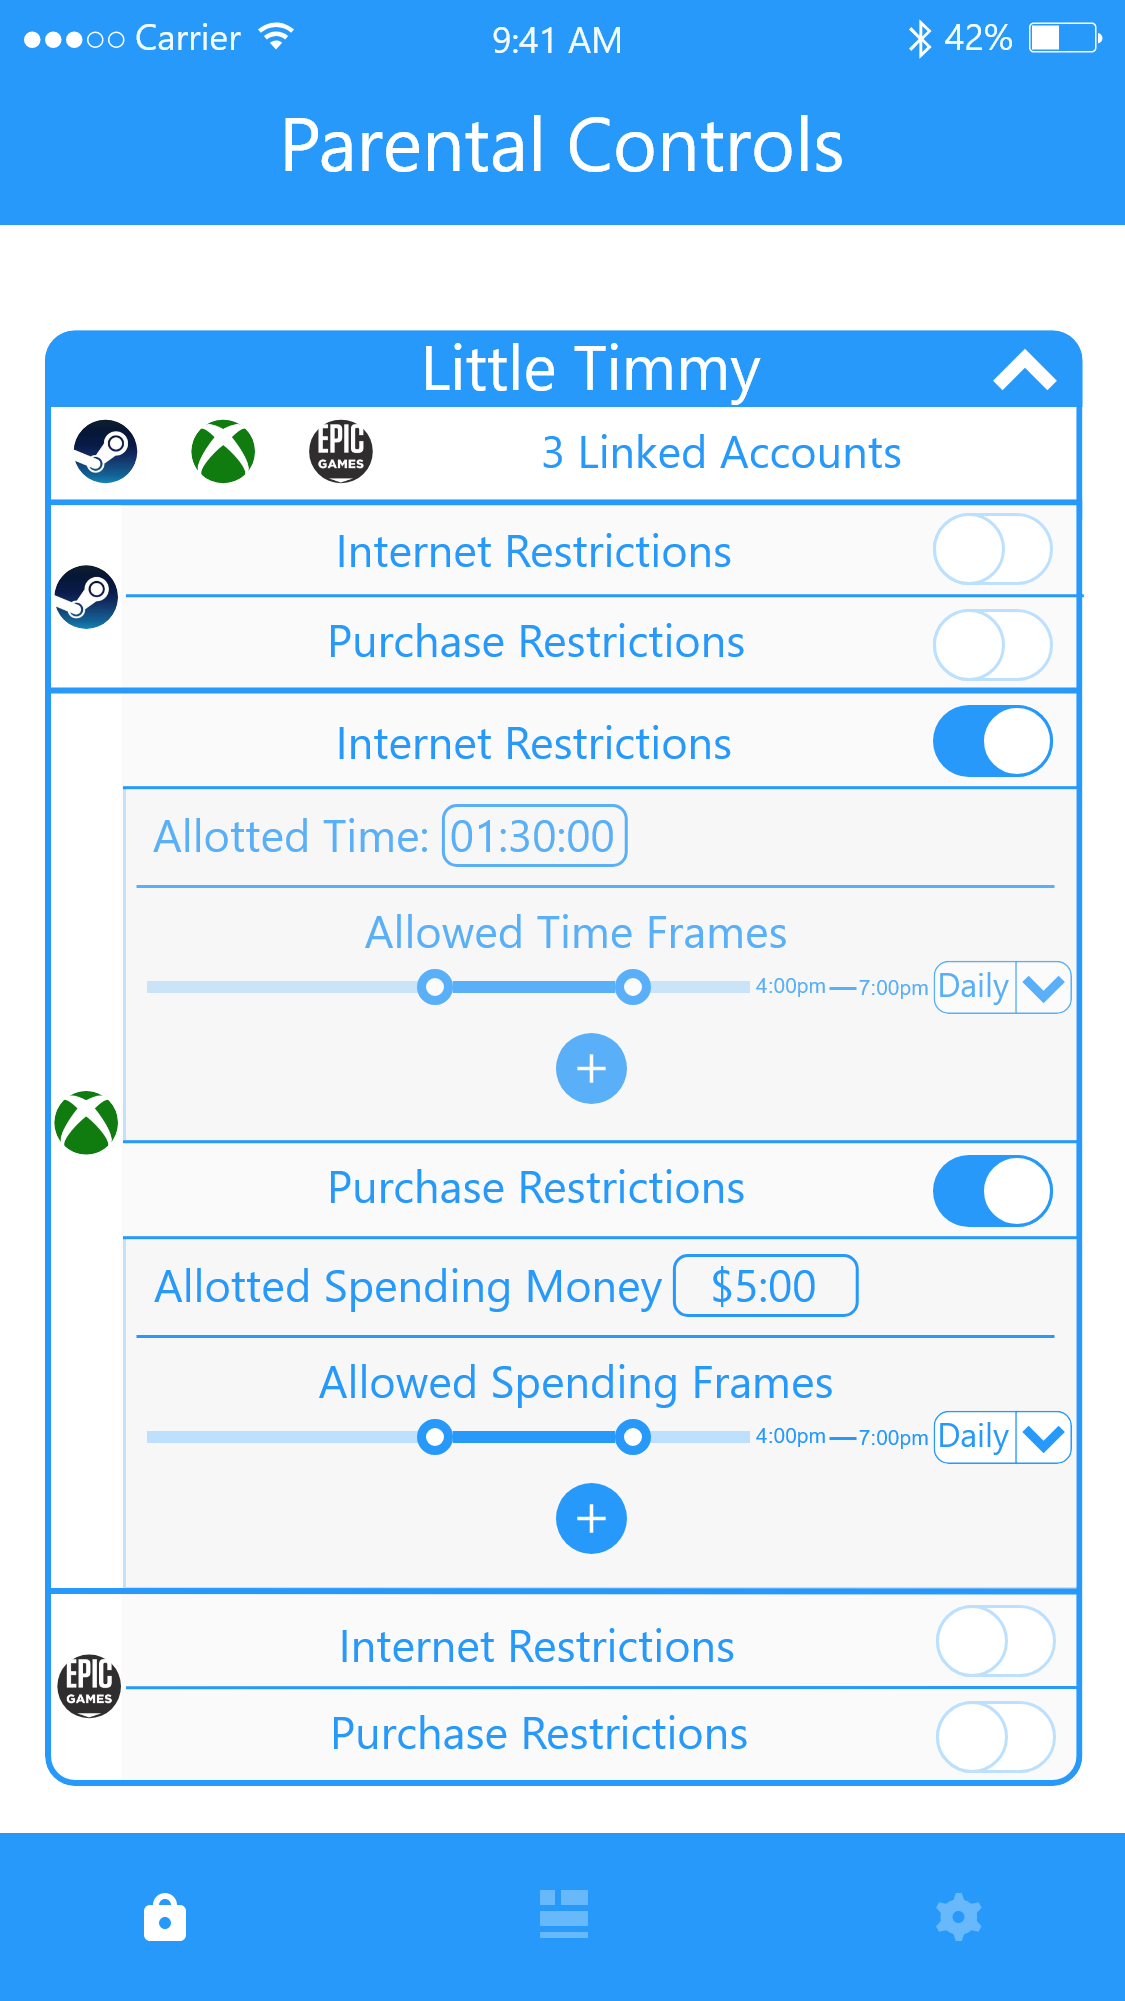 Carrier 9:41 AM 42%
Parental Controls
Little Timmy
EPIC
GAMES
3 Linked Accounts
Internet Restrictions
Purchase Restrictions
Internet Restrictions
Allotted Time: 01:30:00
Allowed Time Frames
4:00pm—7:00pm Daily
+
Purchase Restrictions
Allotted Spending Money $5:00
Allowed Spending Frames
4:00pm—7:00pm Daily
+
Internet Restrictions
EPIC
GAMES
Purchase Restrictions